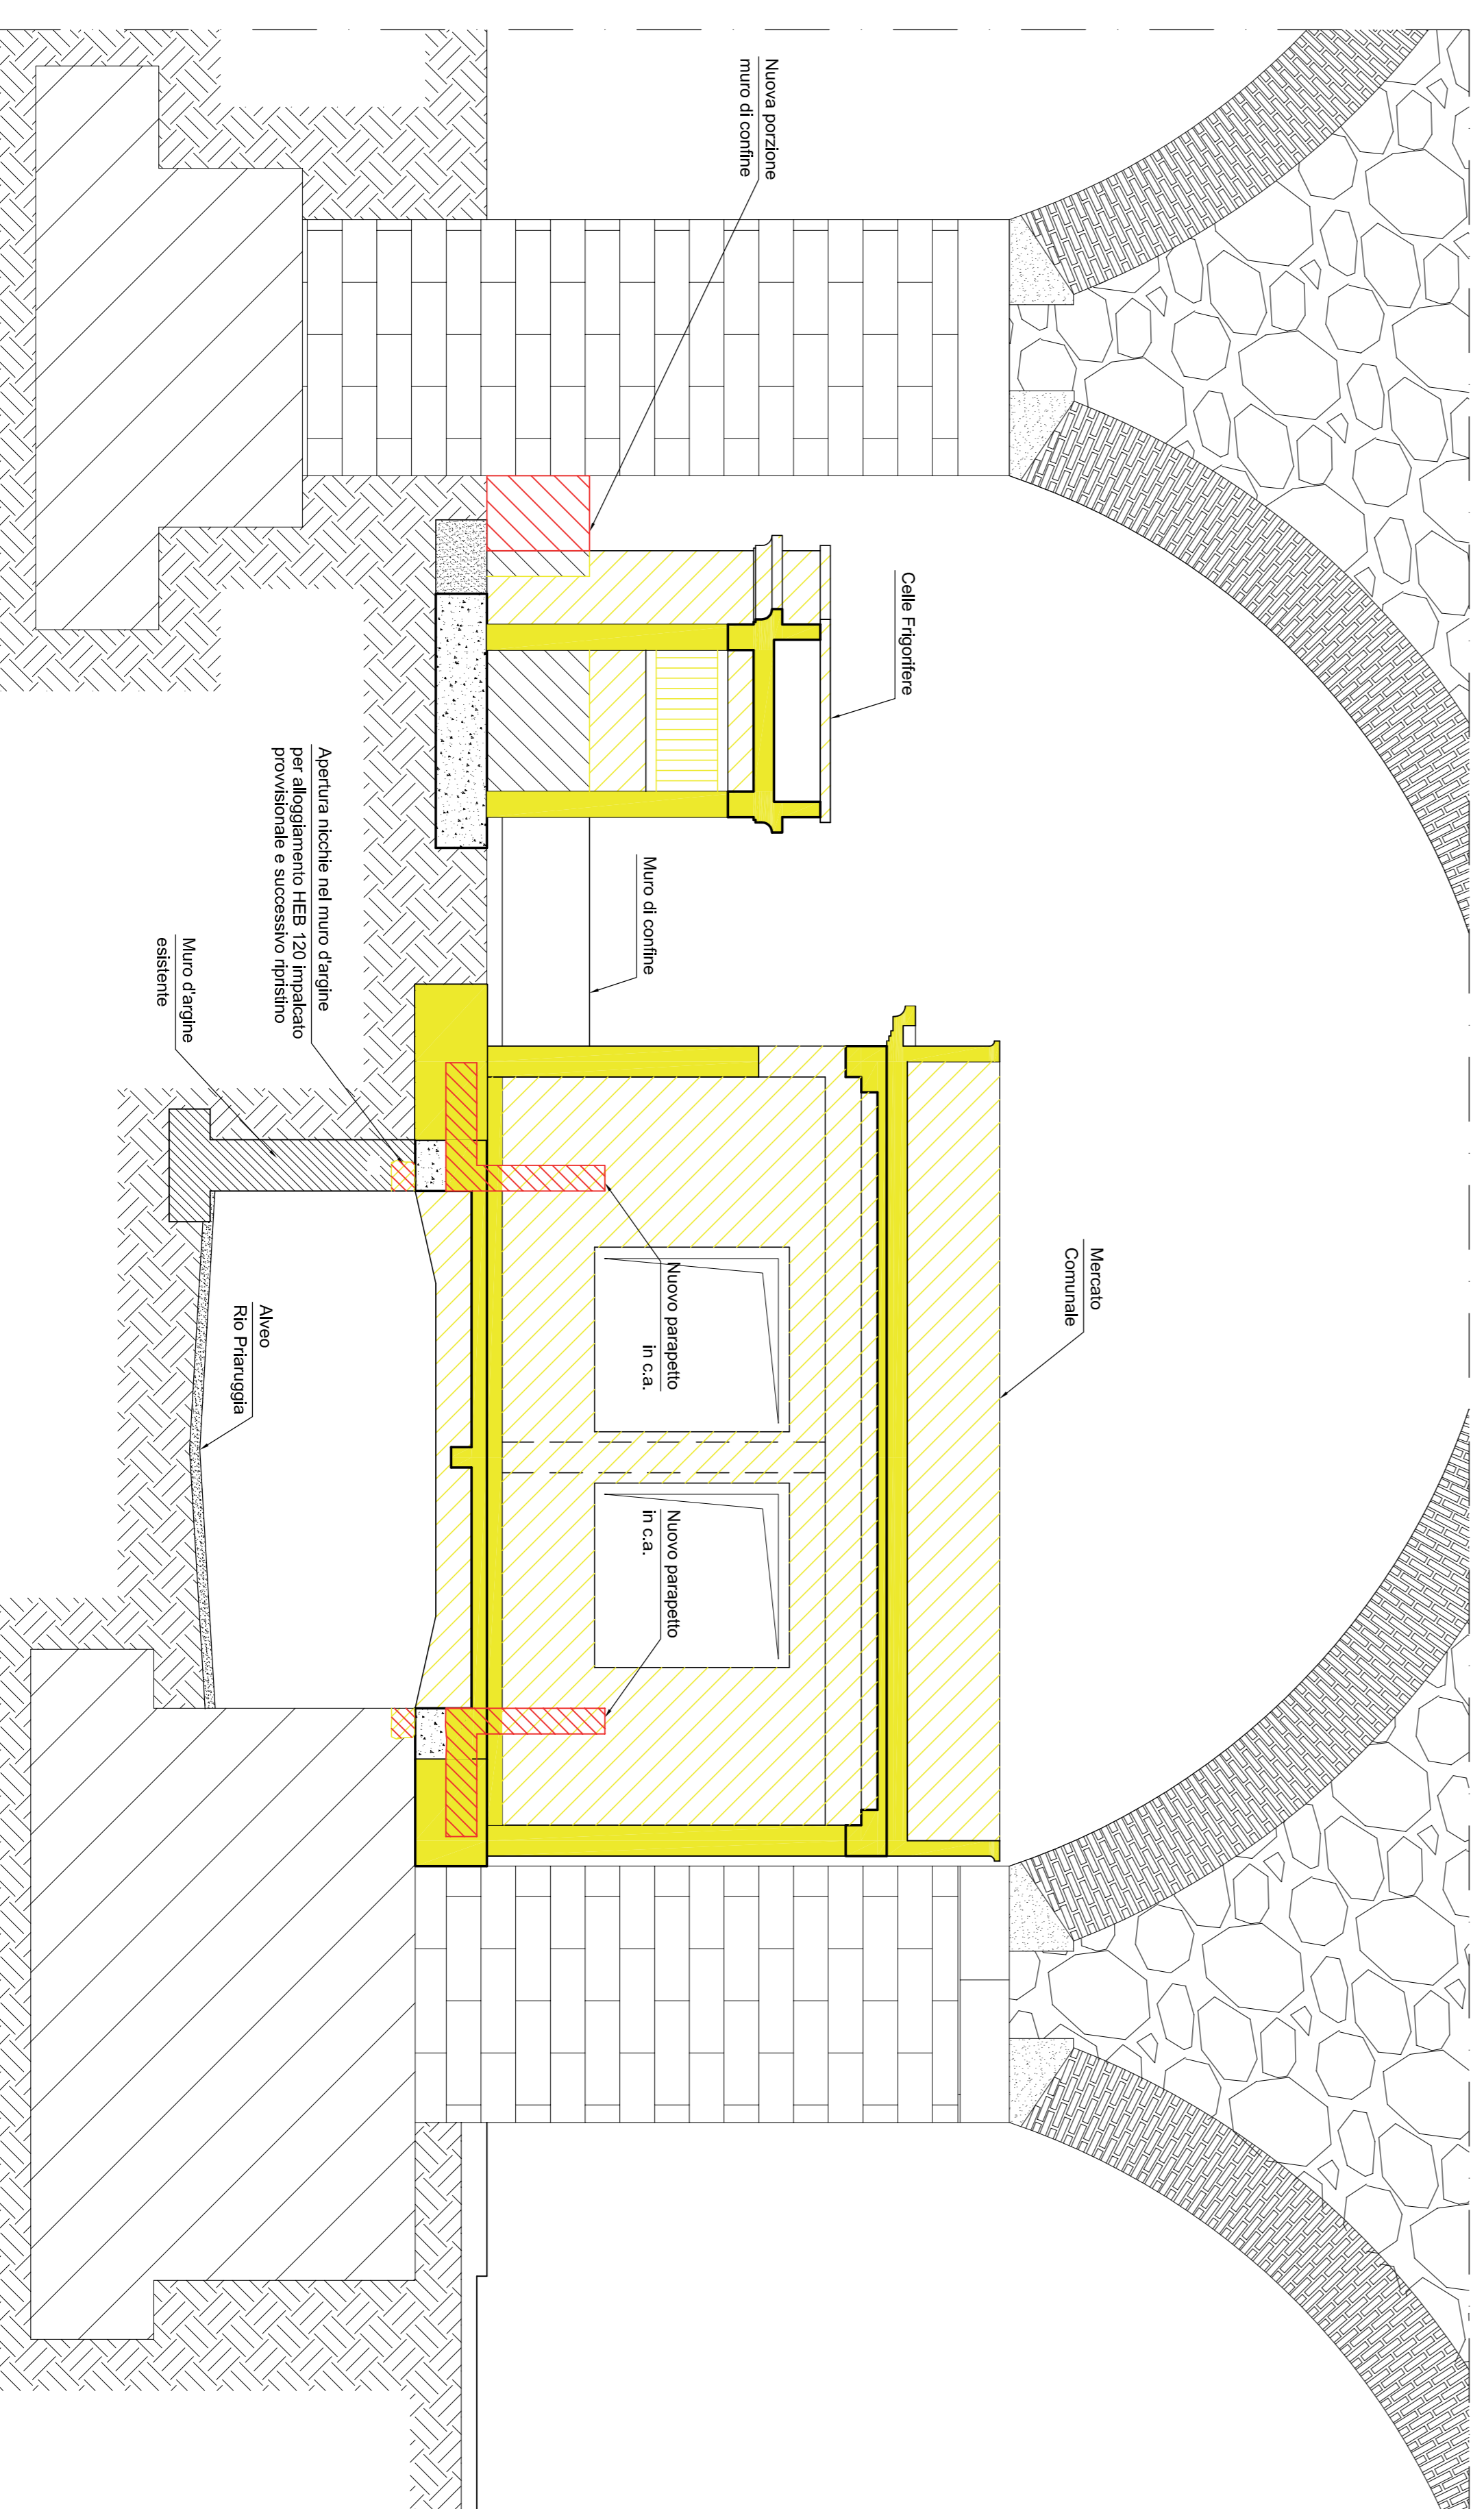 Nuova porzione
muro di confine
Celle Frigorifere
Apertura nicchie nel muro d'argine
per alloggiamento HEB 120 impalcato
provvisionale e successivo ripristino
Muro di confine
Muro d'argine
esistente
Mercato
Comunale
Nuovo parapetto
in c.a.
Alveo
Rio Priaruggia
Nuovo parapetto
in c.a.